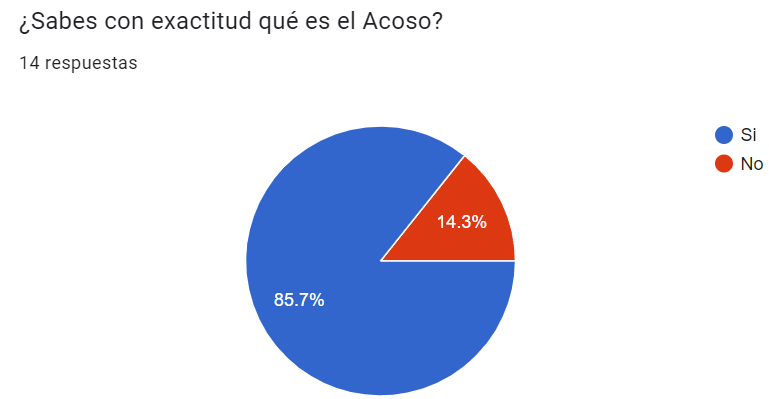 ¿Sabes con exactitud qué es el Acoso?
14 respuestas
Si
No
14.3%
85.7%